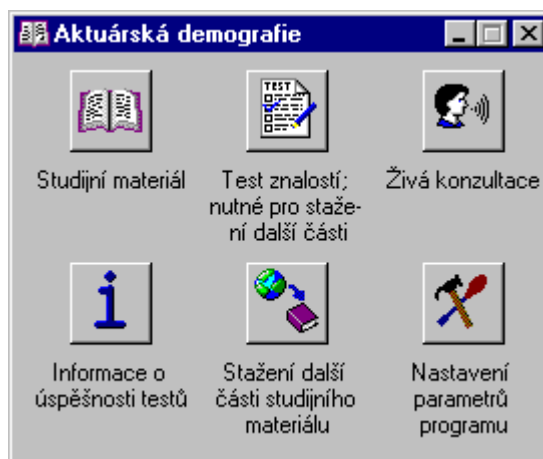 Aktuárská demografie
TEST
Studijní materiál
Test znalostí;
nutné pro staže-
ní další části
Živá konzultace
Informace o
úspěšnosti testů
Stažení další
části studijního
materiálu
Nastavení
parametrů
programu